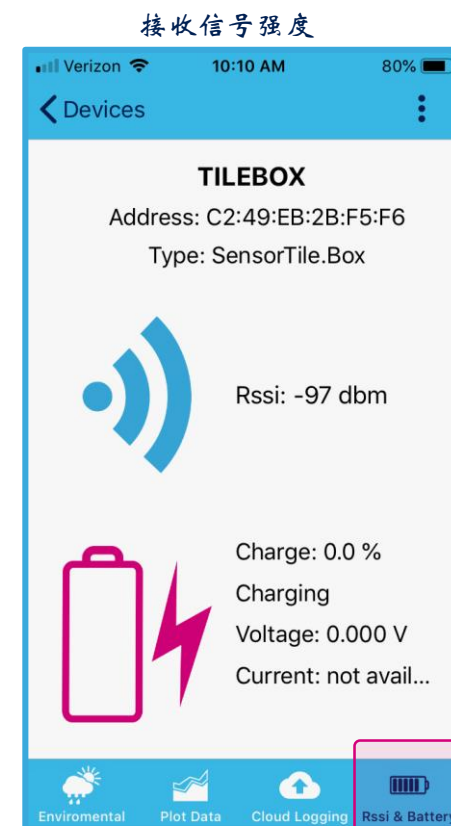 接收信号强度
Verizon 10:10 AM 80%
Devices
TILEBOX
Address: C2:49:EB:2B:F5:F6
Type: SensorTile.Box
Rssi: -97 dbm
Charge: 0.0 %
Charging
Voltage: 0.000 V
Current: not avail...
Enviromental Plot Data Cloud Logging Rssi & Battery